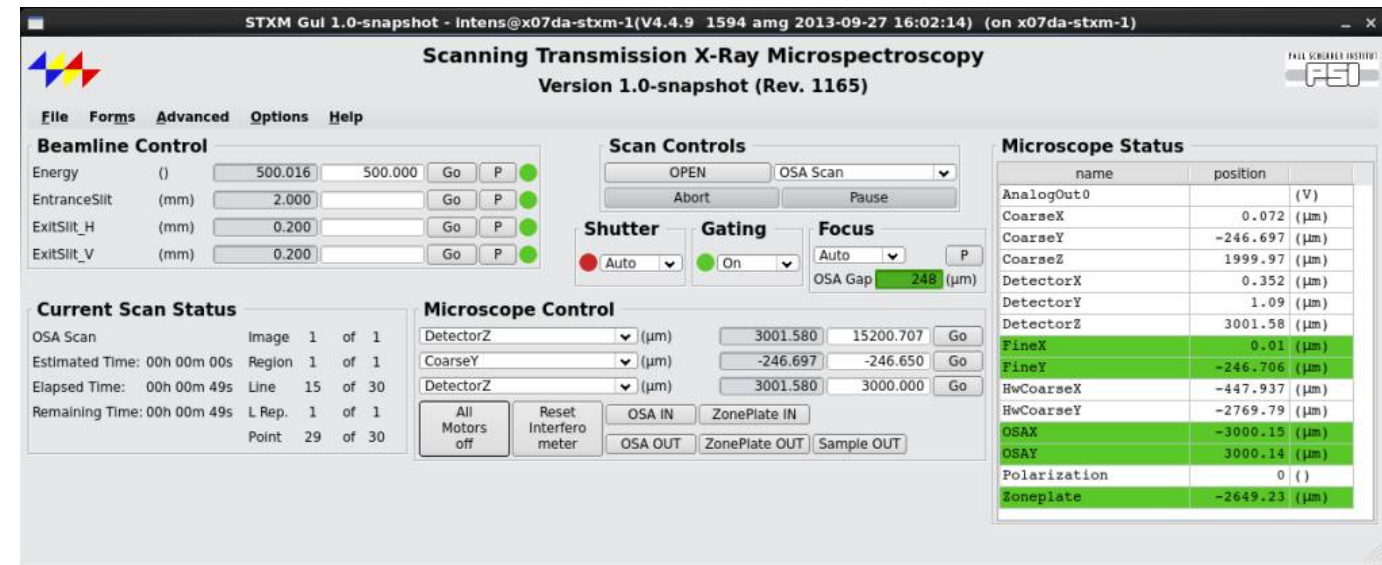 STXM Gui 1.0-snapshot - intens@x07da-stxm-1(V4.4.9 1594 amg 2013-09-27 16:02:14) (on x07da-stxm-1)
Scanning Transmission X-Ray Microspectroscopy
Version 1.0-snapshot (Rev. 1165)
PAUL SCHERRER INSTITUT
PSI
File Forms Advanced Options Help
Beamline Control
Energy () 500.016 500.000 Go P
EntranceSlit (mm) 2.000 Go P
ExitSlit_H (mm) 0.200 Go P
ExitSlit_V (mm) 0.200 Go P
Scan Controls
OPEN OSA Scan
Abort Pause
Shutter Gating Focus
Auto On Auto P
OSA Gap 248 (µm)
Current Scan Status
OSA Scan Image 1 of 1
Estimated Time: 00h 00m 00s Region 1 of 1
Elapsed Time: 00h 00m 49s Line 15 of 30
Remaining Time: 00h 00m 49s L Rep. 1 of 1
Point 29 of 30
Microscope Control
DetectorZ (µm) 3001.580 15200.707 Go
CoarseY (µm) -246.697 -246.650 Go
DetectorZ (µm) 3001.580 3000.000 Go
All Motors off
Reset Interfero meter
OSA IN ZonePlate IN
OSA OUT ZonePlate OUT Sample OUT
Microscope Status
name position
AnalogOut0 (V)
CoarseX 0.072 (µm)
CoarseY -246.697 (µm)
CoarseZ 1999.97 (µm)
DetectorX 0.352 (µm)
DetectorY 1.09 (µm)
DetectorZ 3001.58 (µm)
FineX 0.01 (µm)
FineY -246.706 (µm)
HwCoarseX -447.937 (µm)
HwCoarseY -2769.79 (µm)
OSAX -3000.15 (µm)
OSAY 3000.14 (µm)
Polarization 0 ()
Zoneplate -2649.23 (µm)